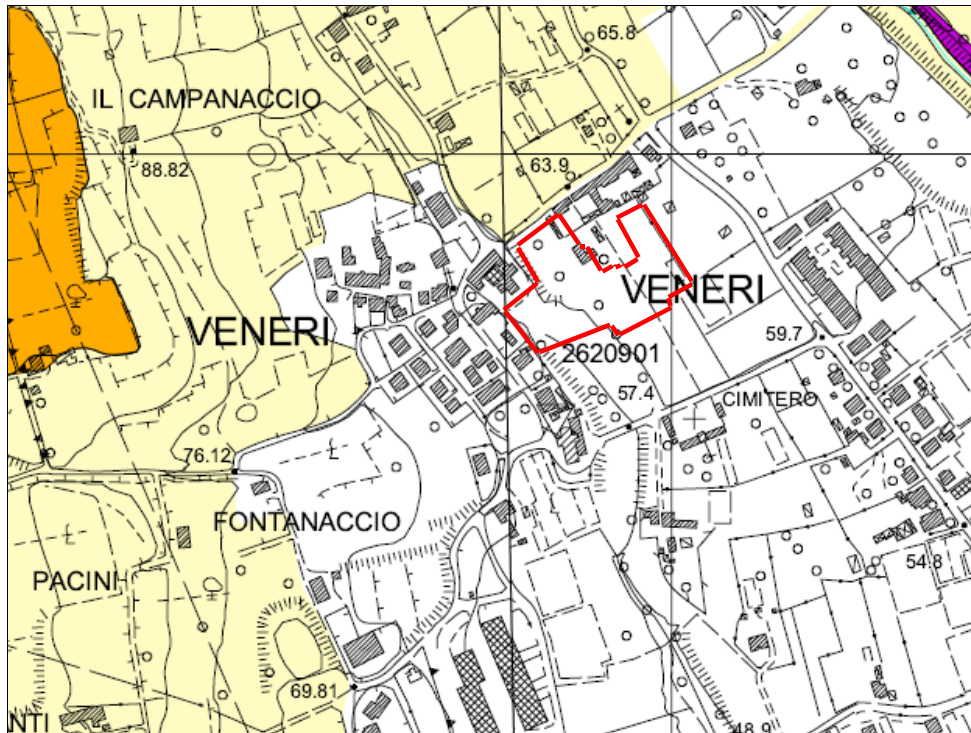 65.8
IL CAMPANACCIO
88.82
63.9
VENERI
VENERI
59.7
2620901
57.4
CIMITERO
76.12
FONTANACCIO
54.8
PACINI
69.81
NTI
48.9